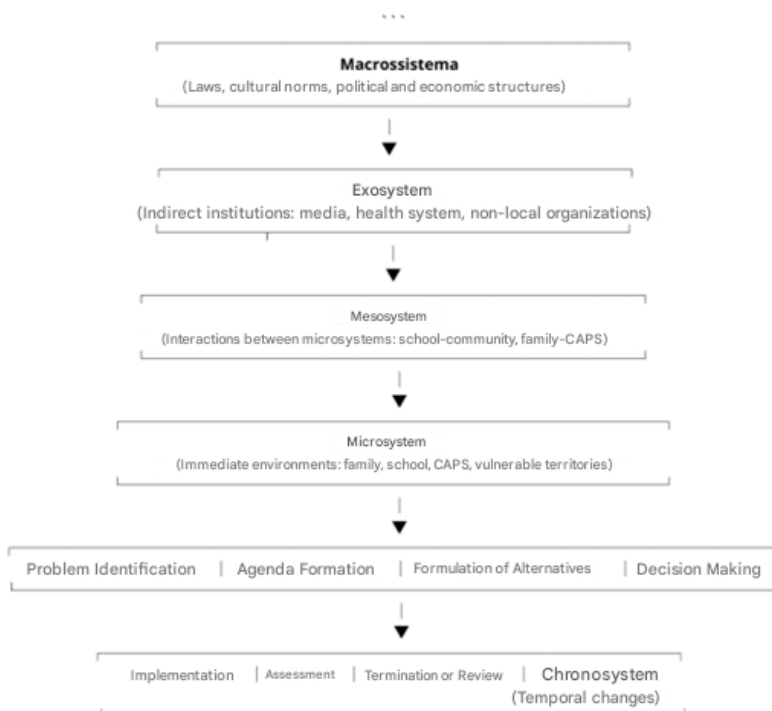 Macrossistema
(Laws, cultural norms, political and economic structures)
Exosystem
(Indirect institutions: media, health system, non-local organizations)
Mesosystem
(Interactions between microsystems: school-community, family-CAPS)
Microsystem
(Immediate environments: family, school, CAPS, vulnerable territories)
Problem Identification | Agenda Formation | Formulation of Alternatives | Decision Making
Implementation | Assessment | Termination or Review | Chronosystem
(Temporal changes)